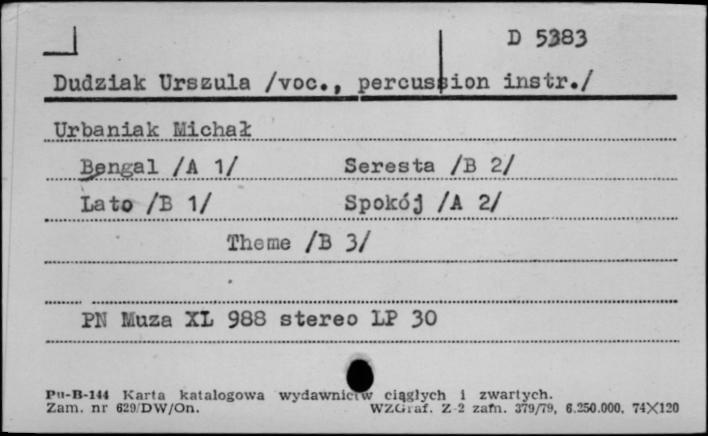 D 5383
Dudziak Urszula /voc., percussion instr./
Urbaniak Michał
Bengal /A 1/ Seresta /B 2/
Lato /B 1/ Spokój /A 2/
Theme /B 3/
PN Muza XL 988 stereo LP 30
Pu-B-144 Karta katalogowa wydawnictw ciągłych i zwartych.
Zam. nr 629/DW/On. WZGraf. Z-2 zam. 379/79, 6.250.000, 74X120